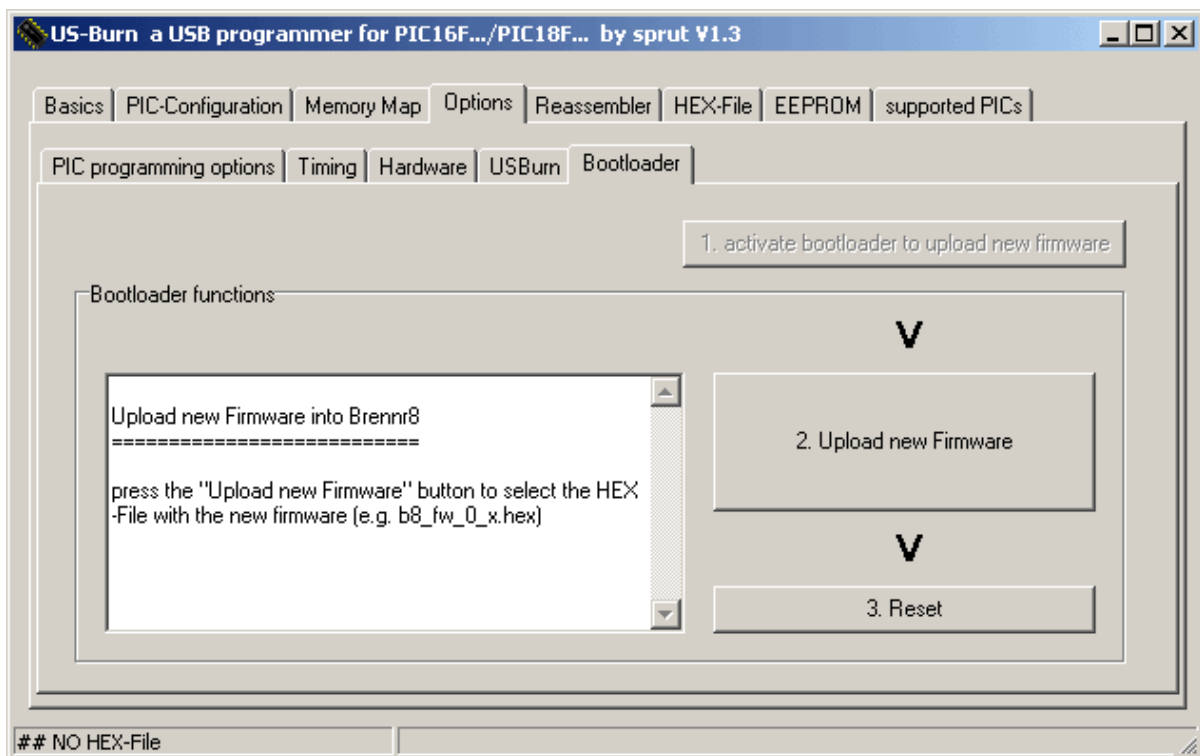 US-Burn a USB programmer for PIC16F.../PIC18F... by sprut V1.3
Basics PIC-Configuration Memory Map Options Reassembler HEX-File EEPROM supported PICs
PIC programming options Timing Hardware USBurn Bootloader
1. activate bootloader to upload new firmware
Bootloader functions
V
Upload new Firmware into Brennr8
===========================
press the "Upload new Firmware" button to select the HEX
-File with the new firmware (e.g. b8_fw_0_x.hex)
2. Upload new Firmware
V
3. Reset
## NO HEX-File